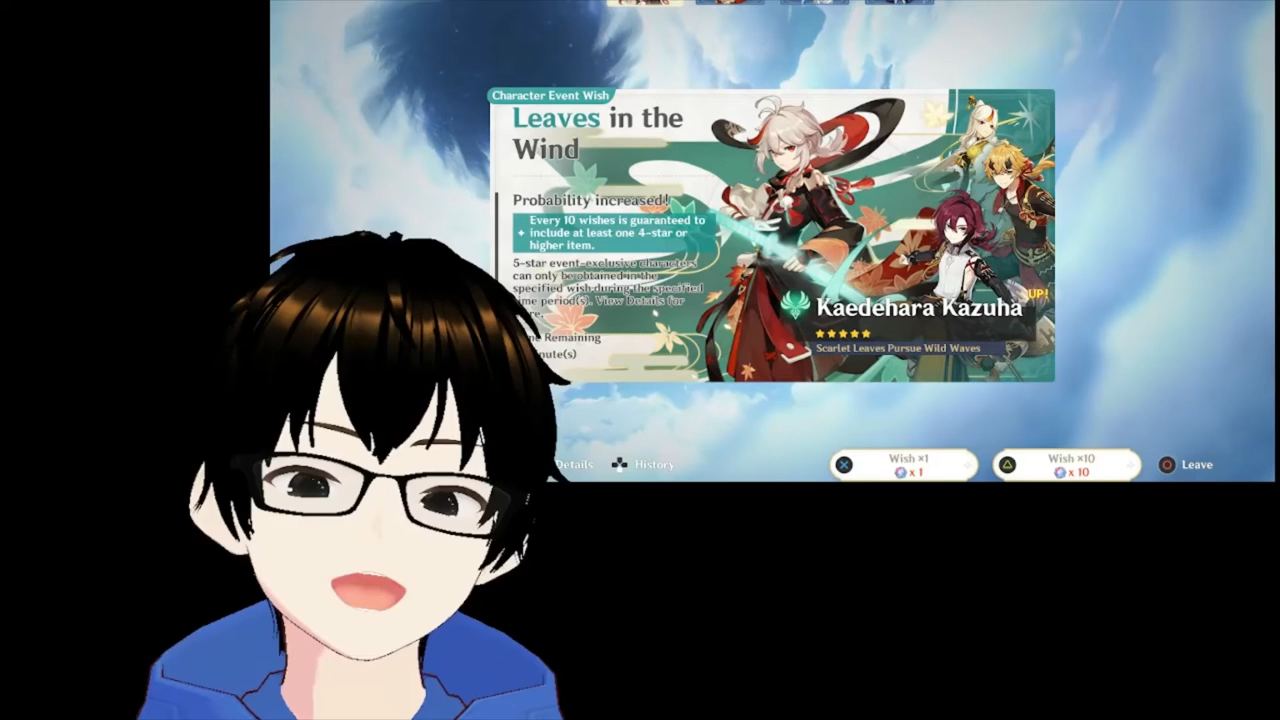 Character Event Wish
Leaves in the
Wind
Probability increased!
Every 10 wishes is guaranteed to
include at least one 4-star or
higher item.
5-star event-exclusive characters
can only be obtained in the
specified wish during the specified
time period(s). View Details for
Remaining
Kaedehara Kazuha
UP!
Scarlet Leaves Pursue Wild Waves
Details
History
Wish ×1
x 1
Wish ×10
x 10
Leave